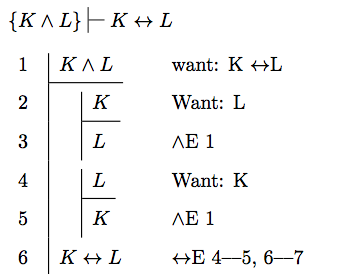 {K ∧ L} ⊢ K ↔ L
1 K ∧ L want: K ↔L
2 K Want: L
3 L ∧E 1
4 L Want: K
5 K ∧E 1
6 K ↔ L ↔E 4—5, 6—7